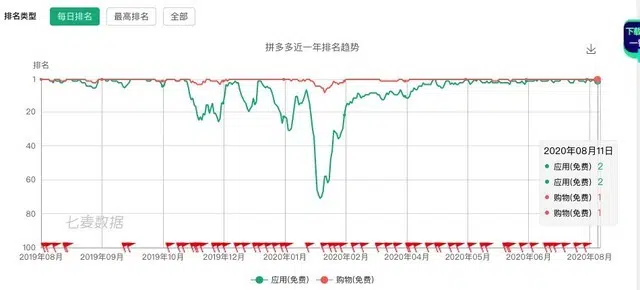 排名类型 每日排名 最高排名 全部
下载
一
拼多多近一年排名趋势
排名
1
20
40
60
80
100
2020年08月11日
应用(免费) 2
应用(免费) 2
购物(免费) 1
购物(免费) 1
七麦数据
2019年08月 2019年09月 2019年10月 2019年12月 2020年01月 2020年02月 2020年04月 2020年05月 2020年06月 2020年08月
应用(免费) 购物(免费)